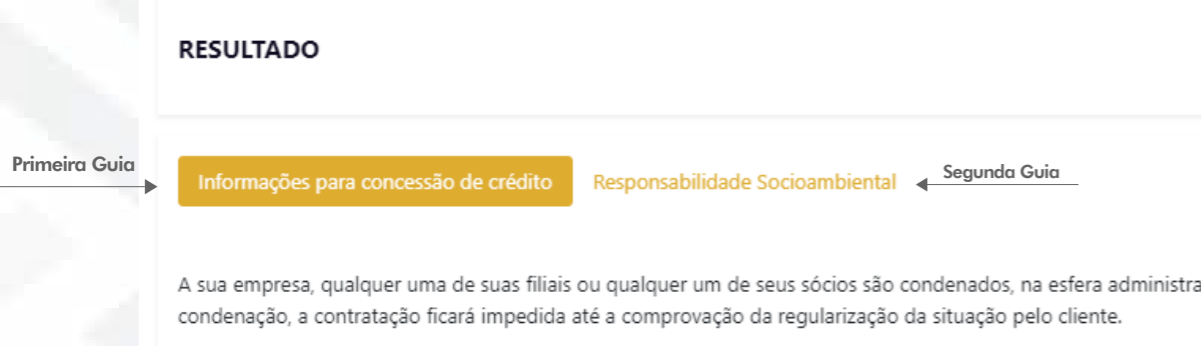 RESULTADO
Primeira Guia
Informações para concessão de crédito
Responsabilidade Socioambiental
Segunda Guia
A sua empresa, qualquer uma de suas filiais ou qualquer um de seus sócios são condenados, na esfera administra
condenação, a contratação ficará impedida até a comprovação da regularização da situação pelo cliente.